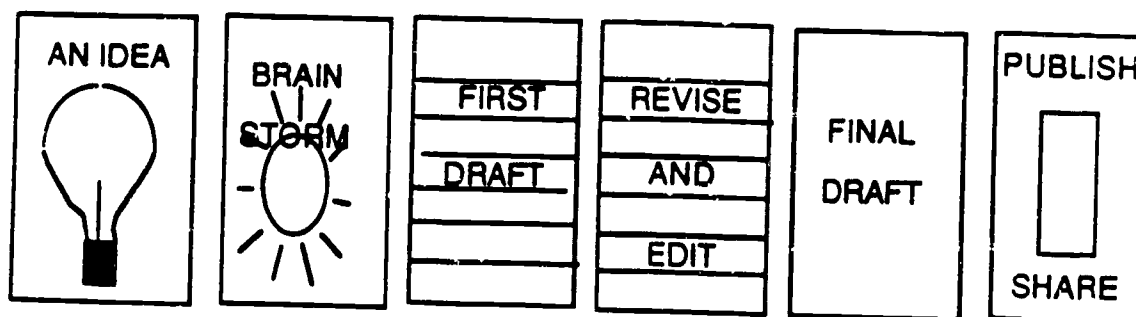 AN IDEA
BRAIN
STORM
FIRST
DRAFT
REVISE
AND
EDIT
FINAL
DRAFT
PUBLISH
SHARE